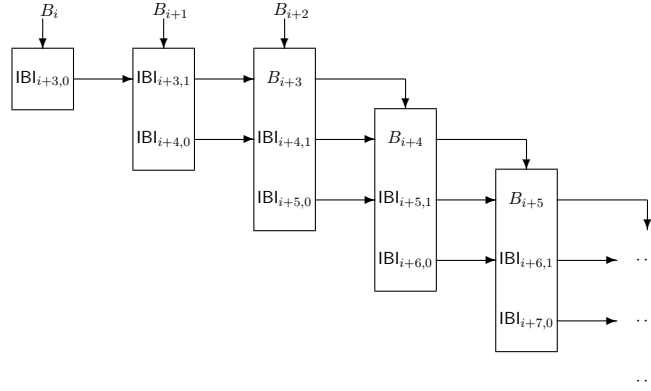 B_i B_{i+1} B_{i+2}
IBI_{i+3,0} IBI_{i+3,1} B_{i+3}
IBI_{i+4,0} IBI_{i+4,1} B_{i+4}
IBI_{i+5,0} IBI_{i+5,1} B_{i+5}
IBI_{i+6,0} IBI_{i+6,1} ..
IBI_{i+7,0} ..
..